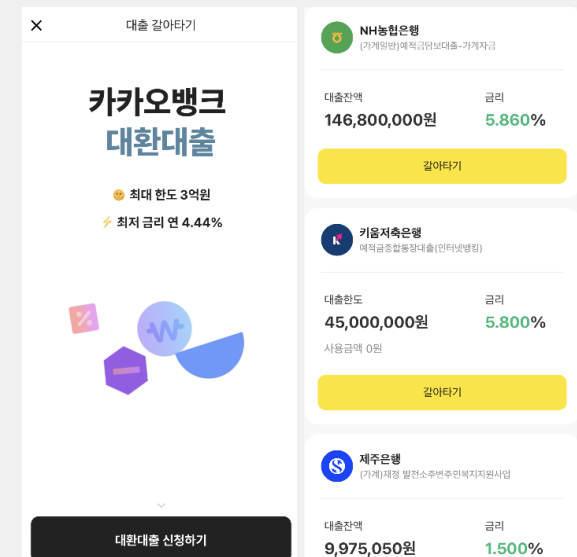 대출 갈아타기
카카오뱅크
대환대출
최대 한도 3억원
최저 금리 연 4.44%
대환대출 신청하기
NH농협은행
(가계일반)예적금담보대출-가계자금
대출잔액 금리
146,800,000원 5.860%
갈아타기
키움저축은행
예적금종합통장대출(인터넷뱅킹)
대출한도 금리
45,000,000원 5.800%
사용금액 0원
갈아타기
제주은행
(가계)재정 발전소주변주민복지지원사업
대출잔액 금리
9,975,050원 1.500%